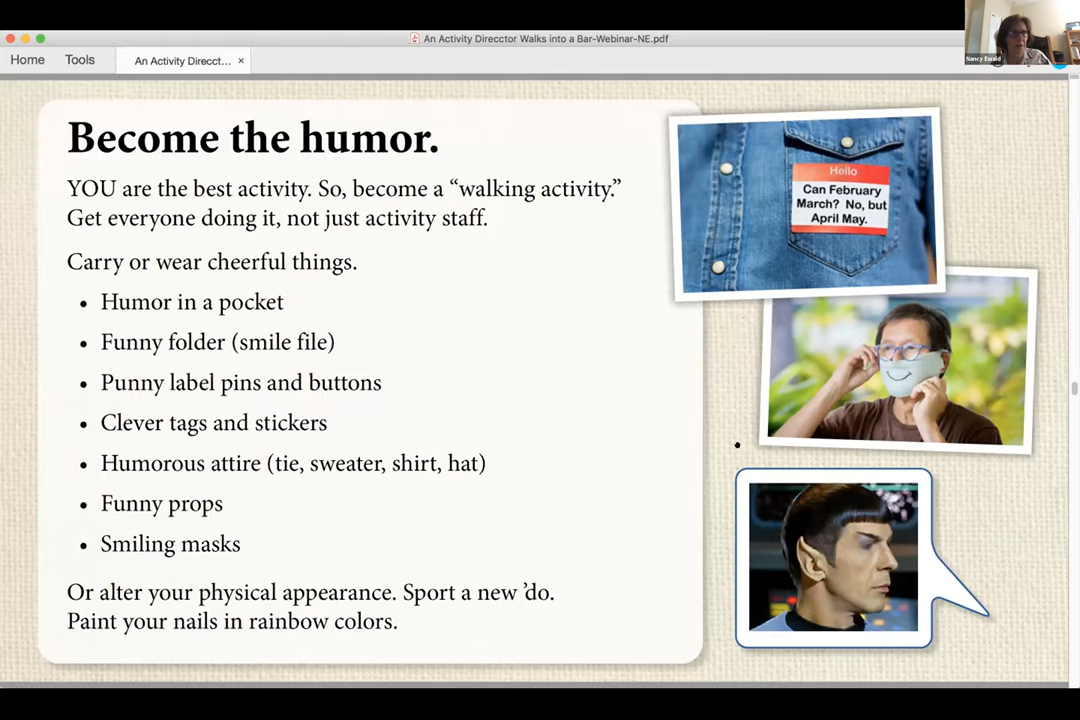 An Activity Direcctor Walks into a Bar-Webinar-NE.pdf
Home
Tools
An Activity Direcct...
×
Nancy Ewald
Become the humor.
YOU are the best activity. So, become a “walking activity.”
Get everyone doing it, not just activity staff.
Carry or wear cheerful things.
• Humor in a pocket
• Funny folder (smile file)
• Punny label pins and buttons
• Clever tags and stickers
• Humorous attire (tie, sweater, shirt, hat)
• Funny props
• Smiling masks
Or alter your physical appearance. Sport a new ’do.
Paint your nails in rainbow colors.
Hello
Can February
March? No, but
April May.